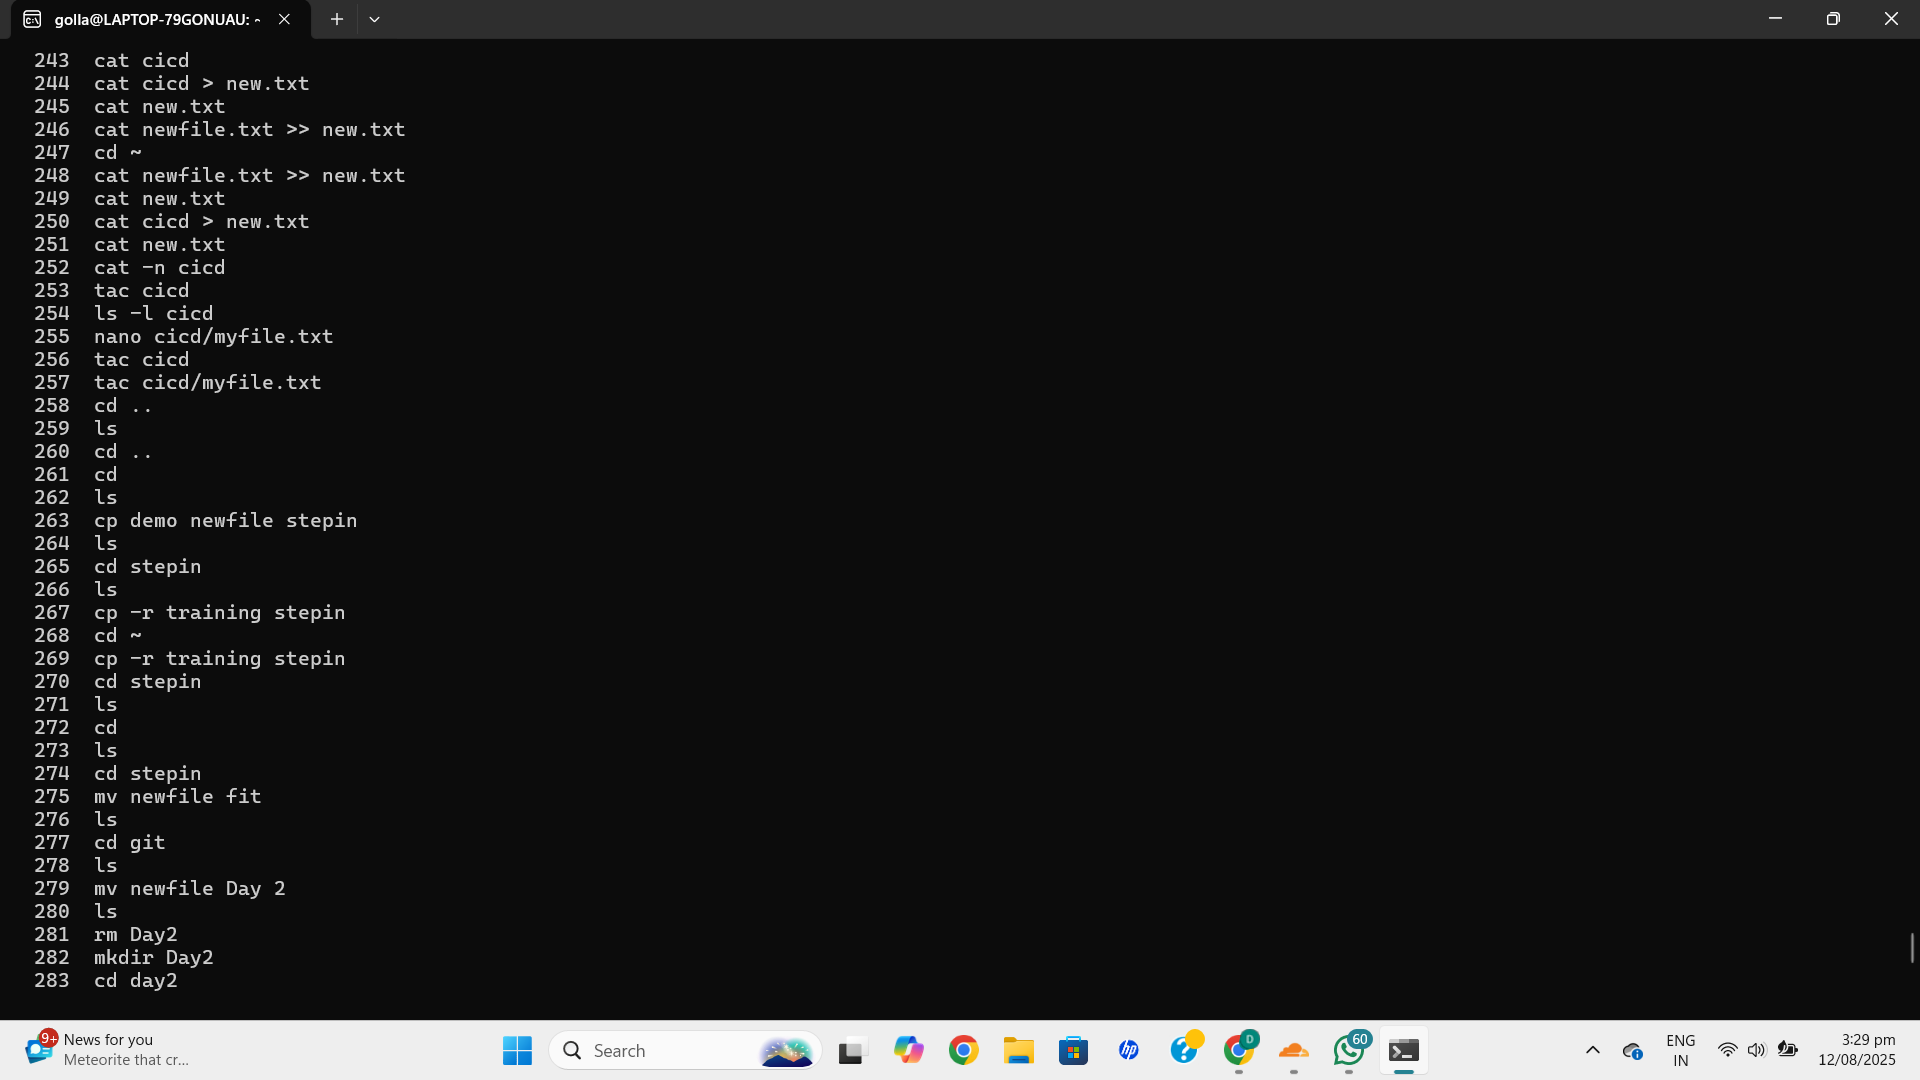 golla@LAPTOP-79GONUAU: ~
243 cat cicd
244 cat cicd > new.txt
245 cat new.txt
246 cat newfile.txt >> new.txt
247 cd ~
248 cat newfile.txt >> new.txt
249 cat new.txt
250 cat cicd > new.txt
251 cat new.txt
252 cat -n cicd
253 tac cicd
254 ls -l cicd
255 nano cicd/myfile.txt
256 tac cicd
257 tac cicd/myfile.txt
258 cd ..
259 ls
260 cd ..
261 cd
262 ls
263 cp demo newfile stepin
264 ls
265 cd stepin
266 ls
267 cp -r training stepin
268 cd ~
269 cp -r training stepin
270 cd stepin
271 ls
272 cd
273 ls
274 cd stepin
275 mv newfile fit
276 ls
277 cd git
278 ls
279 mv newfile Day 2
280 ls
281 rm Day2
282 mkdir Day2
283 cd day2
9+
News for you
Meteorite that cr...
Search
hp
D
60
ENG
IN
3:29 pm
12/08/2025